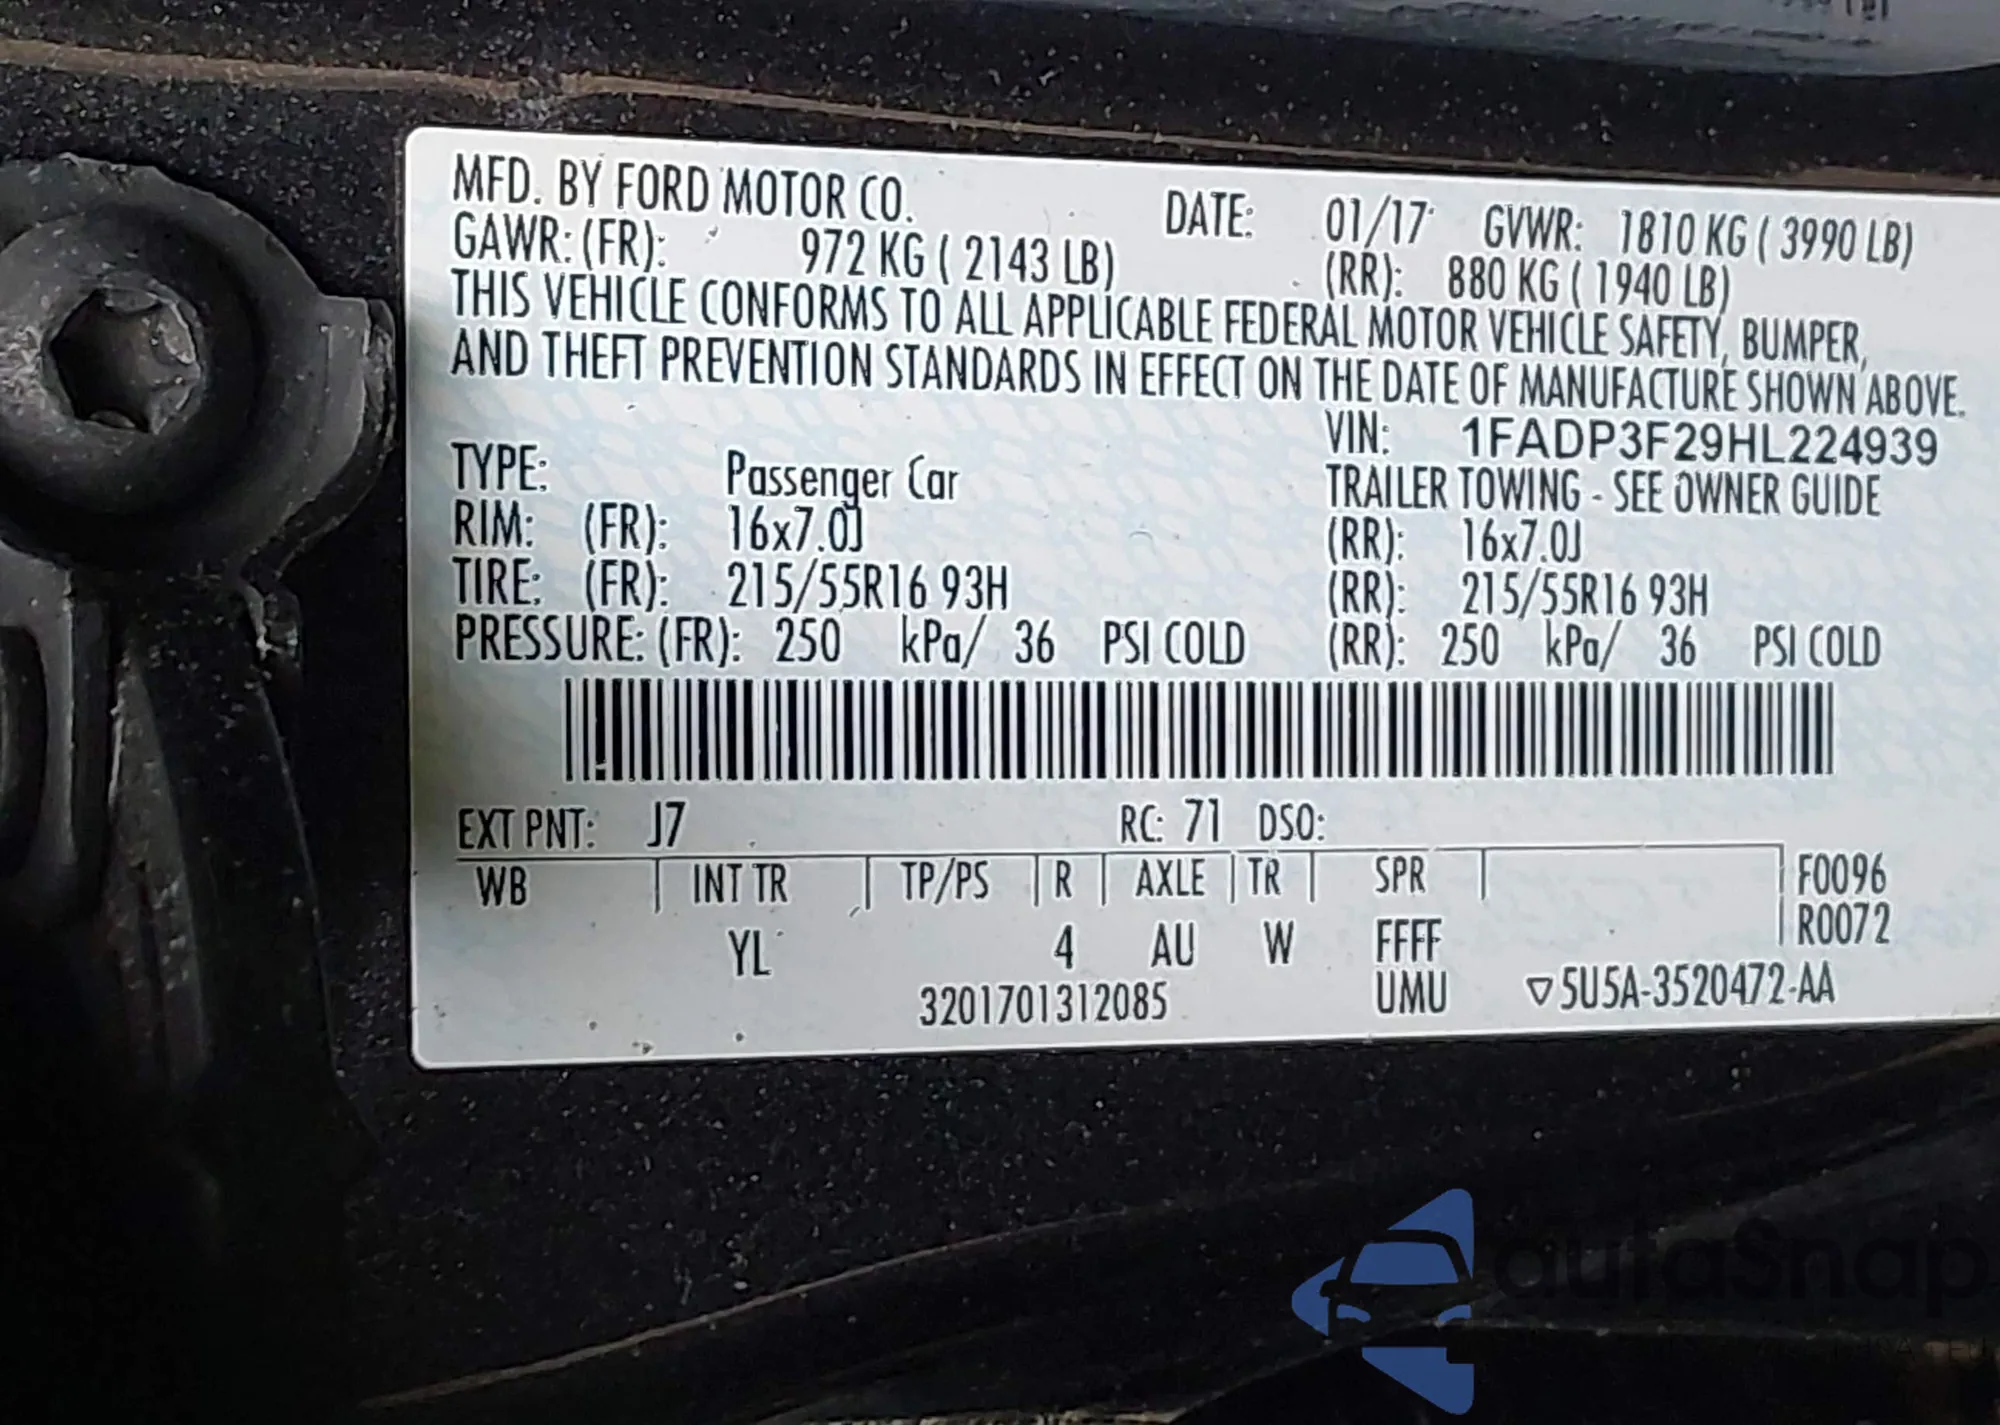 MFD. BY FORD MOTOR CO. DATE: 01/17 GVWR: 1810 KG ( 3990 LB)
GAWR: (FR): 972 KG ( 2143 LB) (RR): 880 KG ( 1940 LB)
THIS VEHICLE CONFORMS TO ALL APPLICABLE FEDERAL MOTOR VEHICLE SAFETY, BUMPER,
AND THEFT PREVENTION STANDARDS IN EFFECT ON THE DATE OF MANUFACTURE SHOWN ABOVE.
VIN: 1FADP3F29HL224939
TYPE: Passenger Car TRAILER TOWING - SEE OWNER GUIDE
RIM: (FR): 16x7.0J (RR): 16x7.0J
TIRE: (FR): 215/55R16 93H (RR): 215/55R16 93H
PRESSURE: (FR): 250 kPa/ 36 PSI COLD (RR): 250 kPa/ 36 PSI COLD
EXT PNT: J7 RC: 71 DSO:
WB INT TR TP/PS R AXLE TR SPR F0096
R0072
YL 4 AU W FFFF
3201701312085 UMU 5U5A-3520472-AA
autoSnap